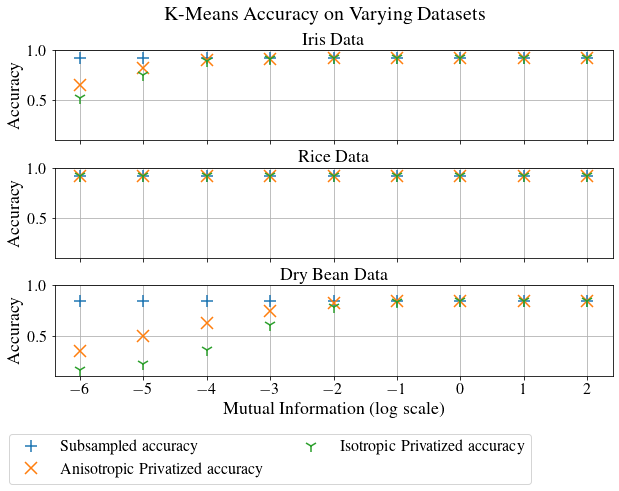 K-Means Accuracy on Varying Datasets
Iris Data
1.0
0.5
Accuracy
Rice Data
1.0
0.5
Accuracy
Dry Bean Data
1.0
0.5
Accuracy
−6 −5 −4 −3 −2 −1 0 1 2
Mutual Information (log scale)
Subsampled accuracy
Anisotropic Privatized accuracy
Isotropic Privatized accuracy